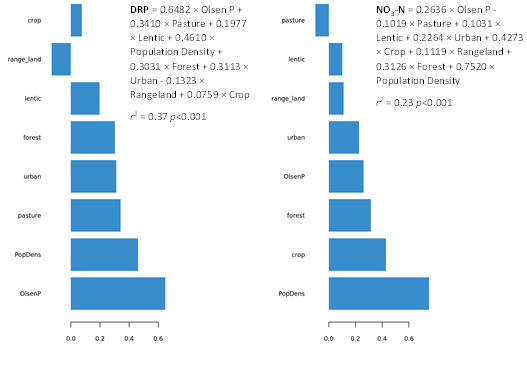 DRP = 0.6482 × Olsen P +
0.3410 × Pasture + 0.1977
× Lentic + 0.4610 ×
Population Density +
0.3031 × Forest + 0.3113 ×
Urban - 0.1323 ×
Rangeland + 0.0759 × Crop
r² = 0.37 p<0.001
crop
range_land
lentic
forest
urban
pasture
PopDens
OlsenP
0.0 0.2 0.4 0.6
NO₃-N = 0.2636 × Olsen P -
0.1019 × Pasture + 0.1031 ×
Lentic + 0.2264 × Urban + 0.4273
× Crop + 0.1119 × Rangeland +
0.3126 × Forest + 0.7520 ×
Population Density
r² = 0.23 p<0.001
pasture
lentic
range_land
urban
OlsenP
forest
crop
PopDens
0.0 0.2 0.4 0.6